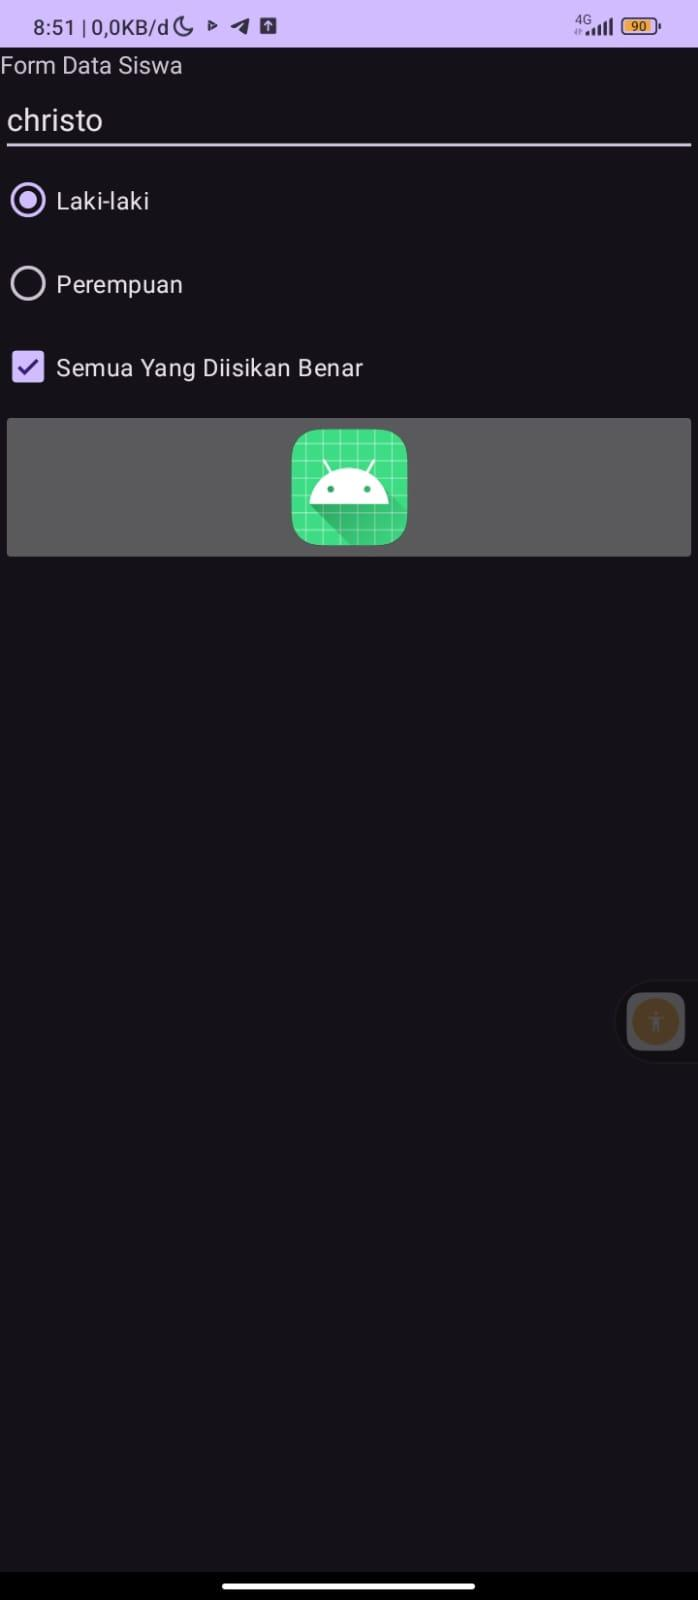 8:51 | 0,0KB/d
4G
90
Form Data Siswa
christo
Laki-laki
Perempuan
Semua Yang Diisikan Benar